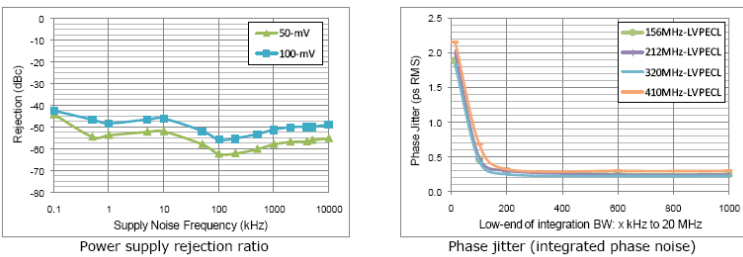 0
-10
-20
-30
-40
-50
-60
-70
-80
Rejection (dBc)
50-mV
100-mV
0.1 1 10 100 1000 10000
Supply Noise Frequency (kHz)
Power supply rejection ratio
2.5
2.0
1.5
1.0
0.5
0.0
Phase Jitter (ps RMS)
156MHz-LVPECL
212MHz-LVPECL
320MHz-LVPECL
410MHz-LVPECL
0 200 400 600 800 1000
Low-end of integration BW: x kHz to 20 MHz
Phase jitter (integrated phase noise)